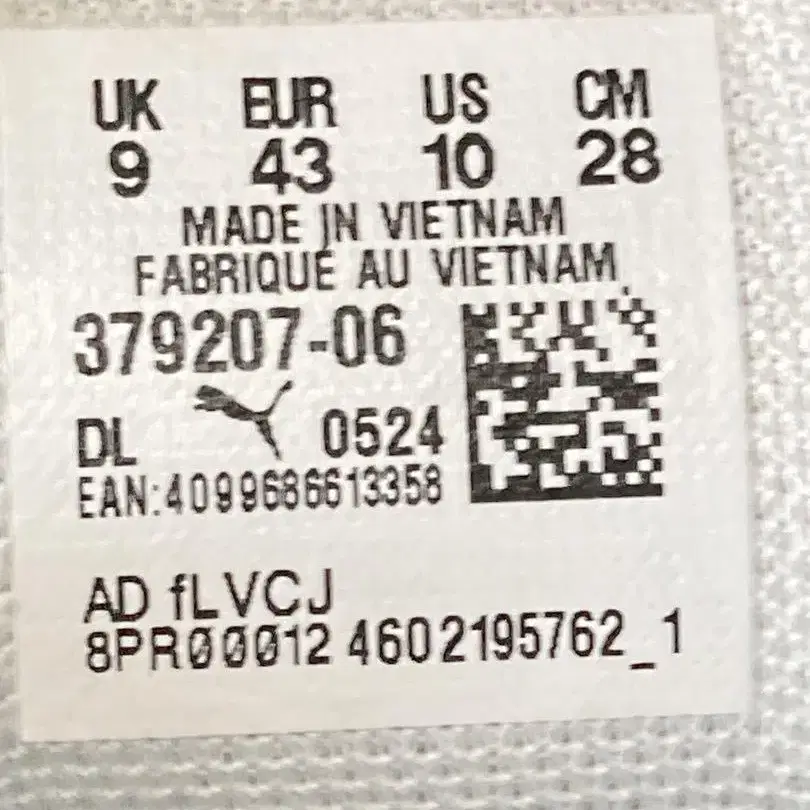 UK EUR US CM
9 43 10 28
MADE IN VIETNAM
FABRIQUÉ AU VIETNAM
379207-06
DL 0524
EAN:4099686613358
AD fLVCJ
8PR00012 4602195762_1